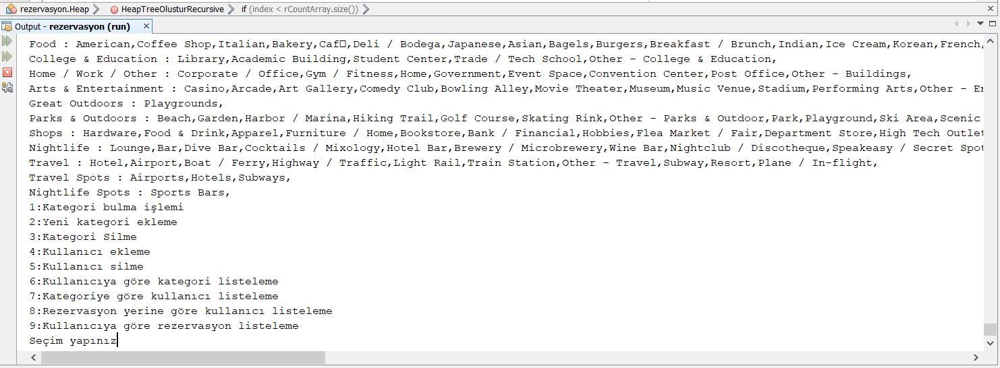 rezervasyon.Heap HeapTreeOlusturRecursive if (index < rCountArray.size())
Output - rezervasyon (run)
Food : American,Coffee Shop,Italian,Bakery,Caf□,Deli / Bodega,Japanese,Asian,Bagels,Burgers,Breakfast / Brunch,Indian,Ice Cream,Korean,French,
College & Education : Library,Academic Building,Student Center,Trade / Tech School,Other - College & Education,
Home / Work / Other : Corporate / Office,Gym / Fitness,Home,Government,Event Space,Convention Center,Post Office,Other - Buildings,
Arts & Entertainment : Casino,Arcade,Art Gallery,Comedy Club,Bowling Alley,Movie Theater,Museum,Music Venue,Stadium,Performing Arts,Other - En
Great Outdoors : Playgrounds,
Parks & Outdoors : Beach,Garden,Harbor / Marina,Hiking Trail,Golf Course,Skating Rink,Other - Parks & Outdoor,Park,Playground,Ski Area,Scenic
Shops : Hardware,Food & Drink,Apparel,Furniture / Home,Bookstore,Bank / Financial,Hobbies,Flea Market / Fair,Department Store,High Tech Outlet
Nightlife : Lounge,Bar,Dive Bar,Cocktails / Mixology,Hotel Bar,Brewery / Microbrewery,Wine Bar,Nightclub / Discotheque,Speakeasy / Secret Spot
Travel : Hotel,Airport,Boat / Ferry,Highway / Traffic,Light Rail,Train Station,Other - Travel,Subway,Resort,Plane / In-flight,
Travel Spots : Airports,Hotels,Subways,
Nightlife Spots : Sports Bars,
1:Kategori bulma işlemi
2:Yeni kategori ekleme
3:Kategori Silme
4:Kullanıcı ekleme
5:Kullanıcı silme
6:Kullanıcıya göre kategori listeleme
7:Kategoriye göre kullanıcı listeleme
8:Rezervasyon yerine göre kullanıcı listeleme
9:Kullanıcıya göre rezervasyon listeleme
Seçim yapınız